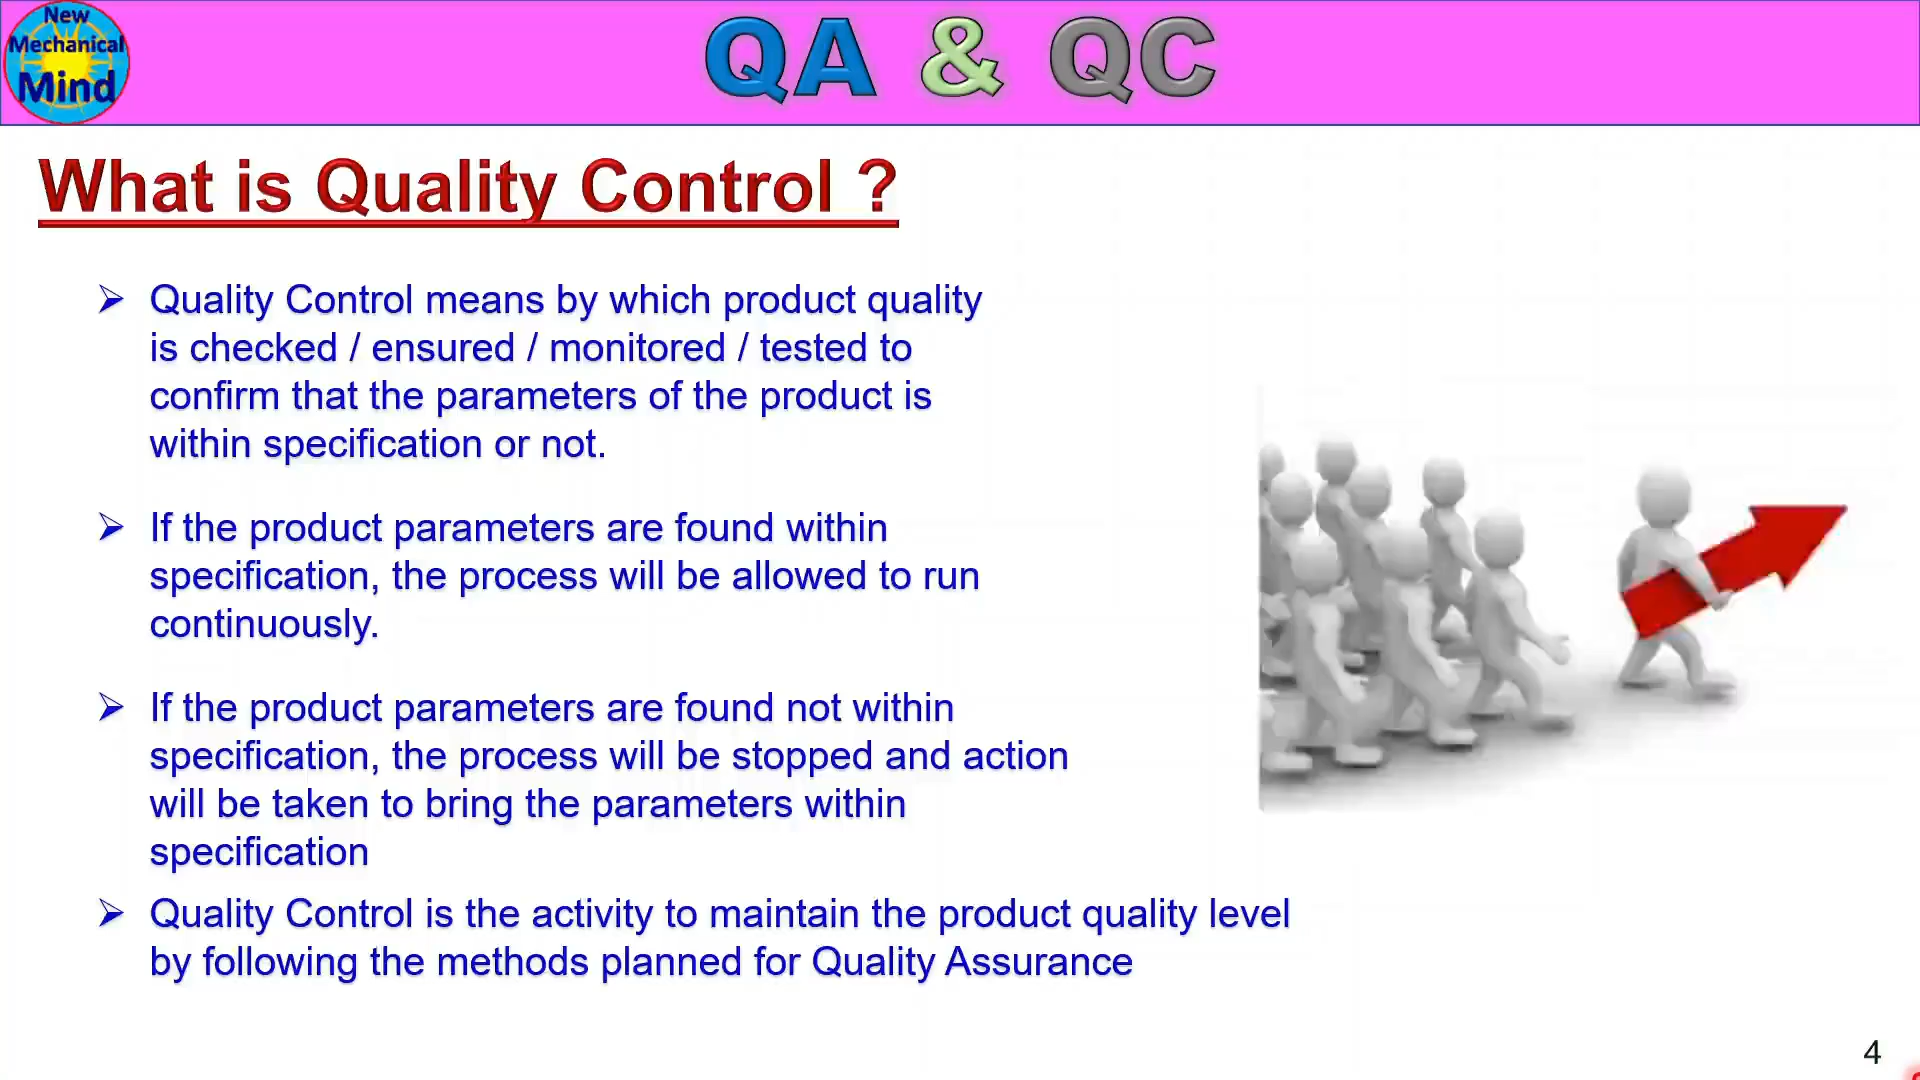 New
Mechanical
Mind
QA & QC
What is Quality Control ?
➢ Quality Control means by which product quality
is checked / ensured / monitored / tested to
confirm that the parameters of the product is
within specification or not.
➢ If the product parameters are found within
specification, the process will be allowed to run
continuously.
➢ If the product parameters are found not within
specification, the process will be stopped and action
will be taken to bring the parameters within
specification
➢ Quality Control is the activity to maintain the product quality level
by following the methods planned for Quality Assurance
4